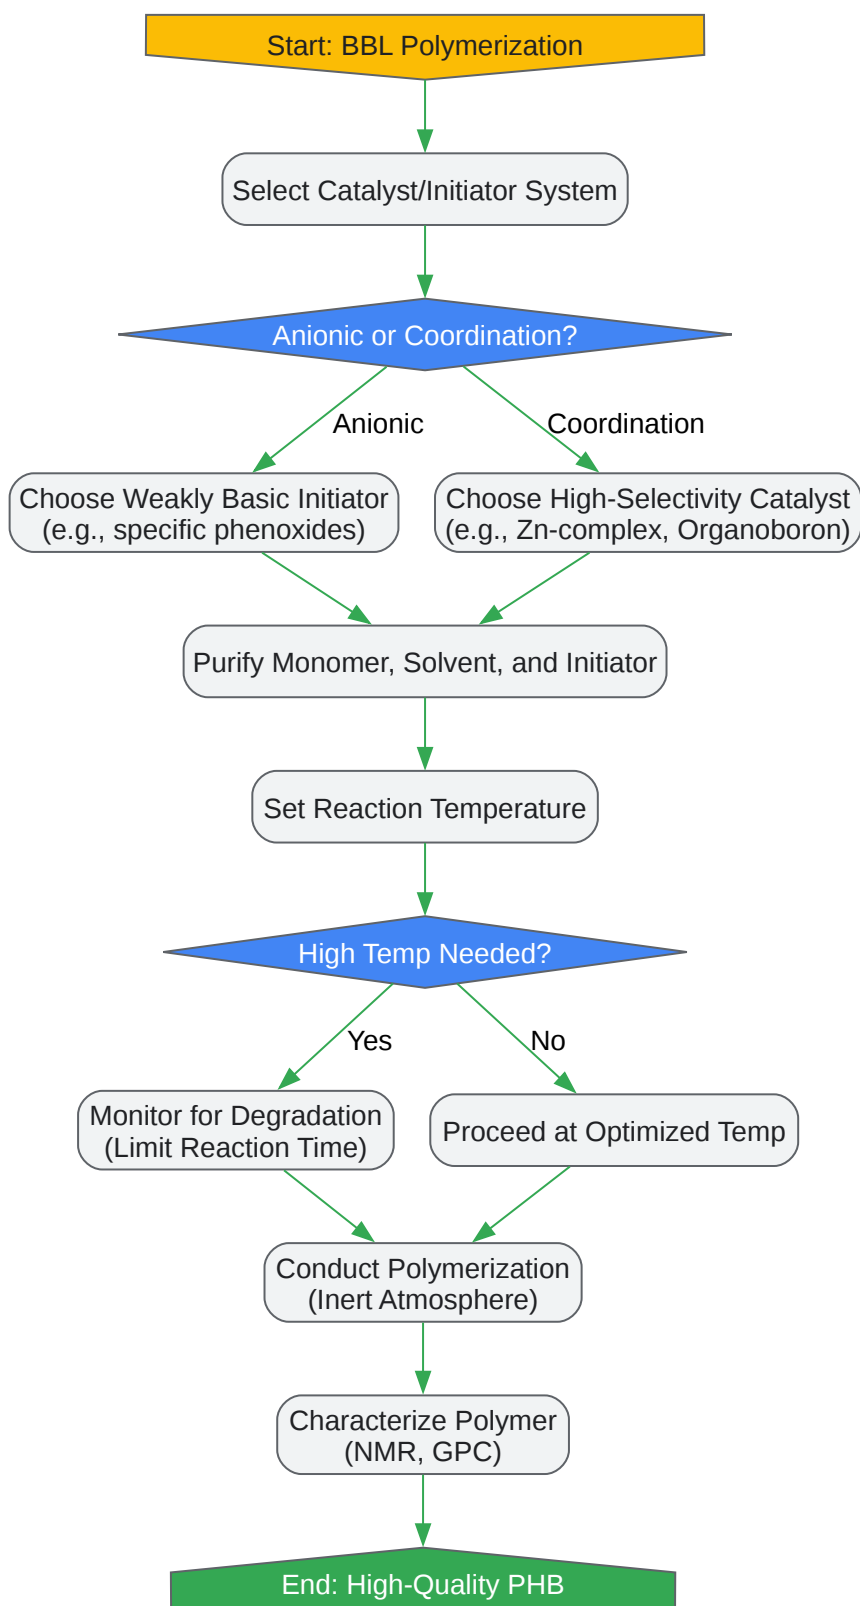 Start: BBL Polymerization
Select Catalyst/Initiator System
Anionic or Coordination?
Anionic
Coordination
Choose Weakly Basic Initiator
(e.g., specific phenoxides)
Choose High-Selectivity Catalyst
(e.g., Zn-complex, Organoboron)
Purify Monomer, Solvent, and Initiator
Set Reaction Temperature
High Temp Needed?
Yes
No
Monitor for Degradation
(Limit Reaction Time)
Proceed at Optimized Temp
Conduct Polymerization
(Inert Atmosphere)
Characterize Polymer
(NMR, GPC)
End: High-Quality PHB